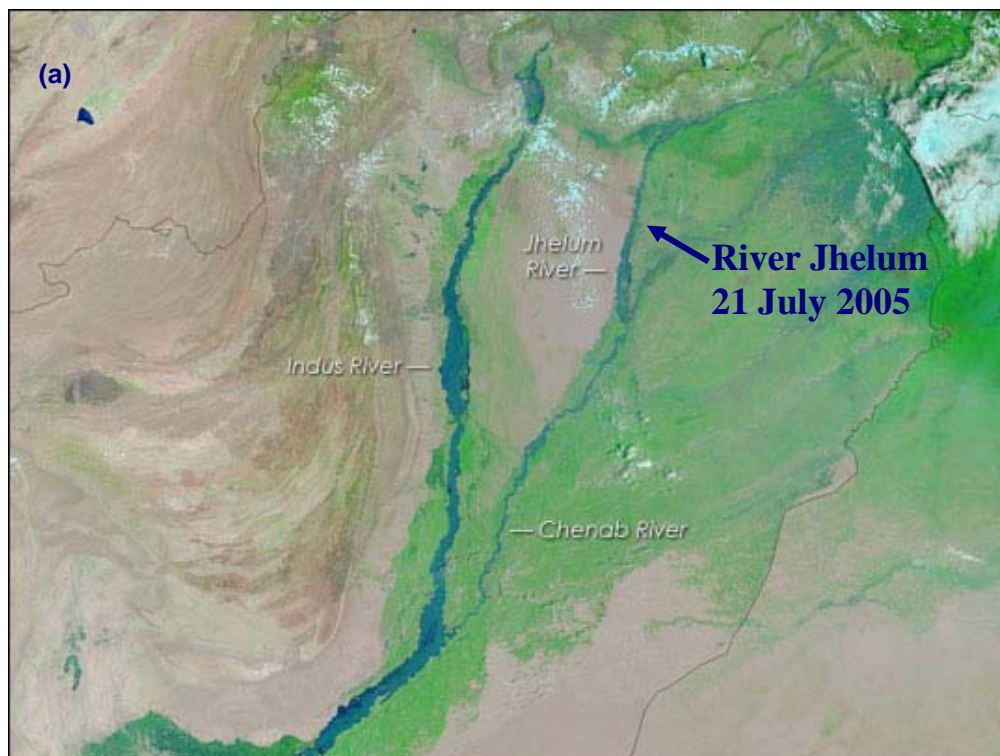 (a)
Jhelum
River —
River Jhelum
21 July 2005
Indus River —
— Chenab River